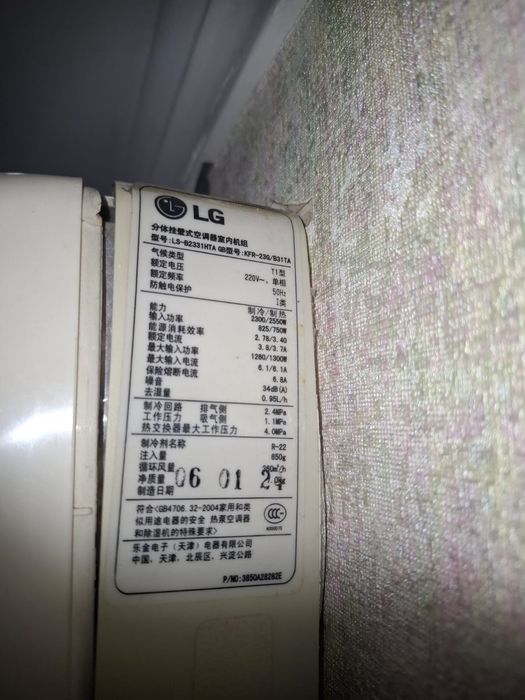 LG
分体挂壁式空调器室内机组
型号:LS-B2331HTA GB型号:KFR-23G/B31TA
气候类型 T1型
额定电压 220V~, 单相
额定频率 50Hz
防触电保护 I类
能力 制冷/制热
2300/2550W
输入功率 825/750W
能源消耗效率 2.78/3.40
额定电流 3.8/3.7A
最大输入功率 1260/1300W
最大输入电流 6.1/6.1A
保险熔断电流 6.8A
噪音 34dB(A)
去湿量 0.95L/h
制冷回路 排气侧 2.4MPa
工作压力 吸气侧 1.1MPa
热交换器最大工作压力 4.0MPa
制冷剂名称 R-22
注入量 650g
循环风量 360m³/h
净质量
制造日期 06 01 24
符合<GB4706.32-2004家用和类
似用途电器的安全 热泵空调器
和除湿机的特殊要求>
CCC
乐金电子(天津)电器有限公司
中国、天津、北辰区、兴淀公路
P/NO:3850A28282E